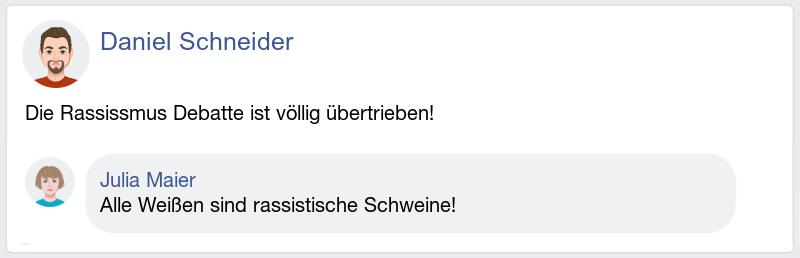 Daniel Schneider
Die Rassissmus Debatte ist völlig übertrieben!
Julia Maier
Alle Weißen sind rassistische Schweine!